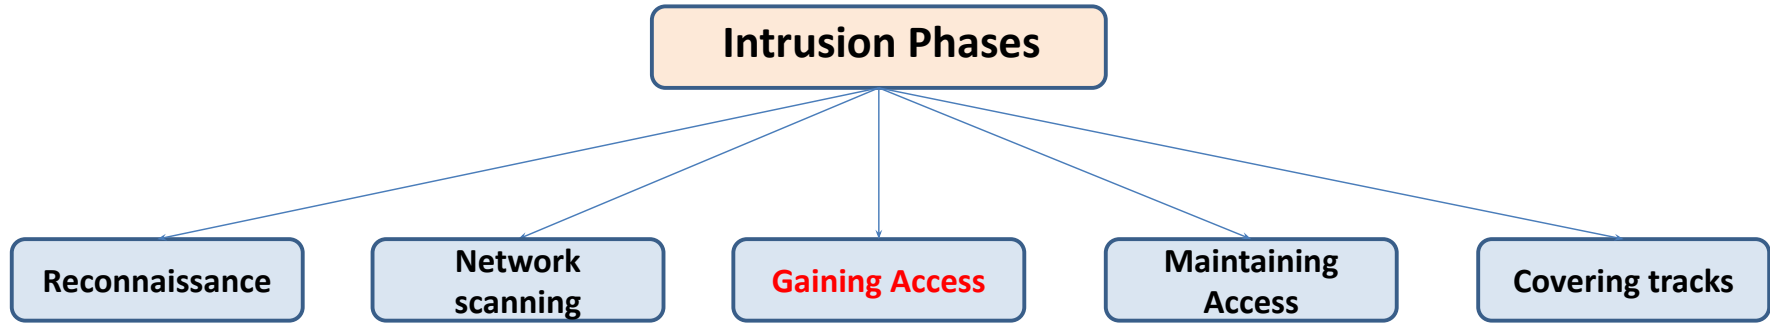 Intrusion Phases
Reconnaissance
Network
scanning
Gaining Access
Maintaining
Access
Covering tracks